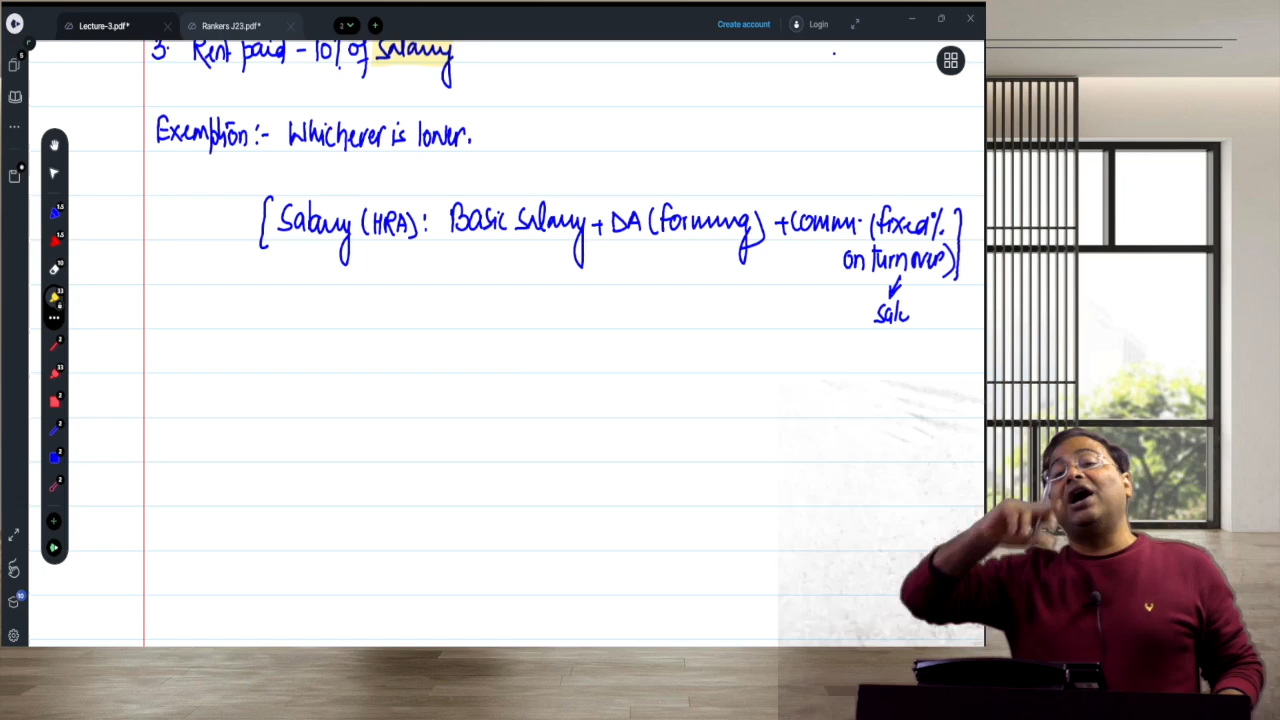 Lecture-3.pdf*
Rankers J23.pdf*
2
Create account
Login
3. Rent paid - 10% of salary
Exemption:- Whichever is lower.
[Salary (HRA): Basic salary + DA (forming) + Comm. (fixed %
on turnover)]
sale